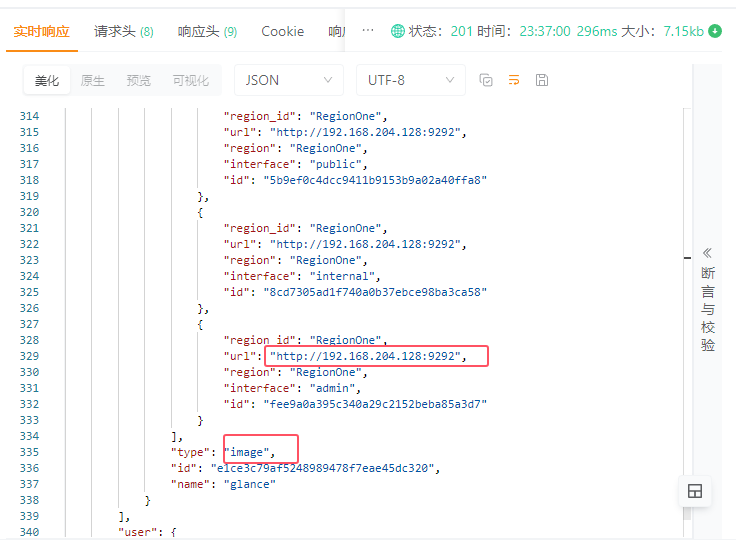 实时响应 请求头 (8) 响应头 (9) Cookie 响 ··· 状态: 201 时间: 23:37:00 296ms 大小: 7.15kb
美化 原生 预览 可视化 JSON UTF-8
314 "region_id": "RegionOne",
315 "url": "http://192.168.204.128:9292",
316 "region": "RegionOne",
317 "interface": "public",
318 "id": "5b9ef0c4dcc9411b9153b9a02a40ffa8"
319 },
320 {
321 "region_id": "RegionOne",
322 "url": "http://192.168.204.128:9292",
323 "region": "RegionOne",
324 "interface": "internal",
325 "id": "8cd7305ad1f740a0b37ebce98ba3ca58"
326 },
327 {
328 "region_id": "RegionOne",
329 "url": "http://192.168.204.128:9292",
330 "region": "RegionOne",
331 "interface": "admin",
332 "id": "fee9a0a395c340a29c2152beba85a3d7"
333 }
334 ],
335 "type": "image",
336 "id": "e1ce3c79af5248989478f7eae45dc320",
337 "name": "glance"
338 }
339 ],
340 "user": {
断言与校验